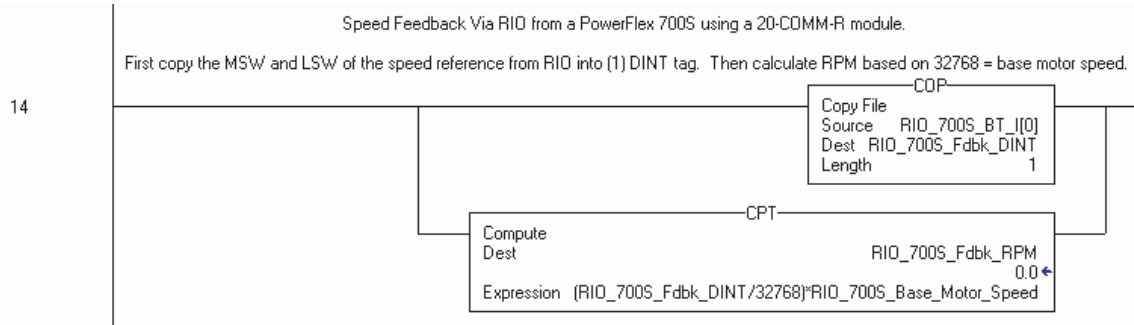 Speed Feedback Via RIO from a PowerFlex 700S using a 20-COMM-R module.
First copy the MSW and LSW of the speed reference from RIO into (1) DINT tag. Then calculate RPM based on 32768 = base motor speed.
14
COP
Copy File
Source RIO_700S_BT_I[0]
Dest RIO_700S_Fdbk_DINT
Length 1
CPT
Compute
Dest RIO_700S_Fdbk_RPM
0.0
Expression (RIO_700S_Fdbk_DINT/32768)*RIO_700S_Base_Motor_Speed